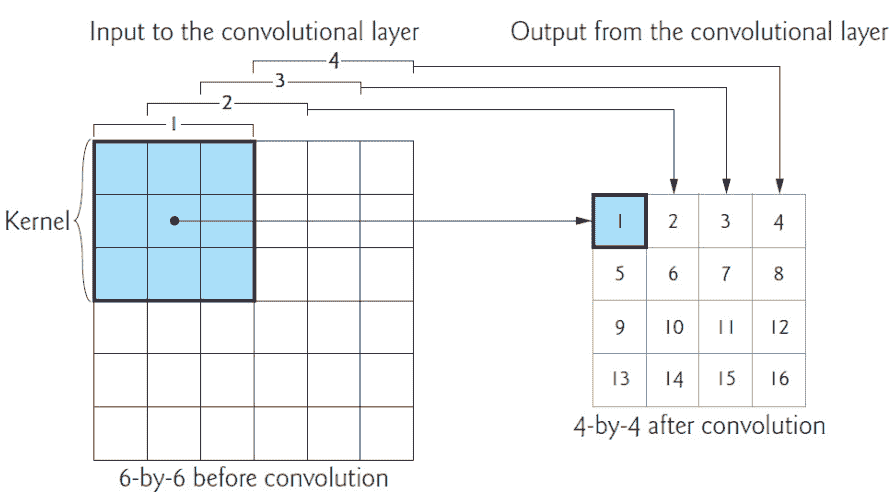 Input to the convolutional layer
Output from the convolutional layer
4
3
2
1
Kernel
1 2 3 4
5 6 7 8
9 10 11 12
13 14 15 16
4-by-4 after convolution
6-by-6 before convolution